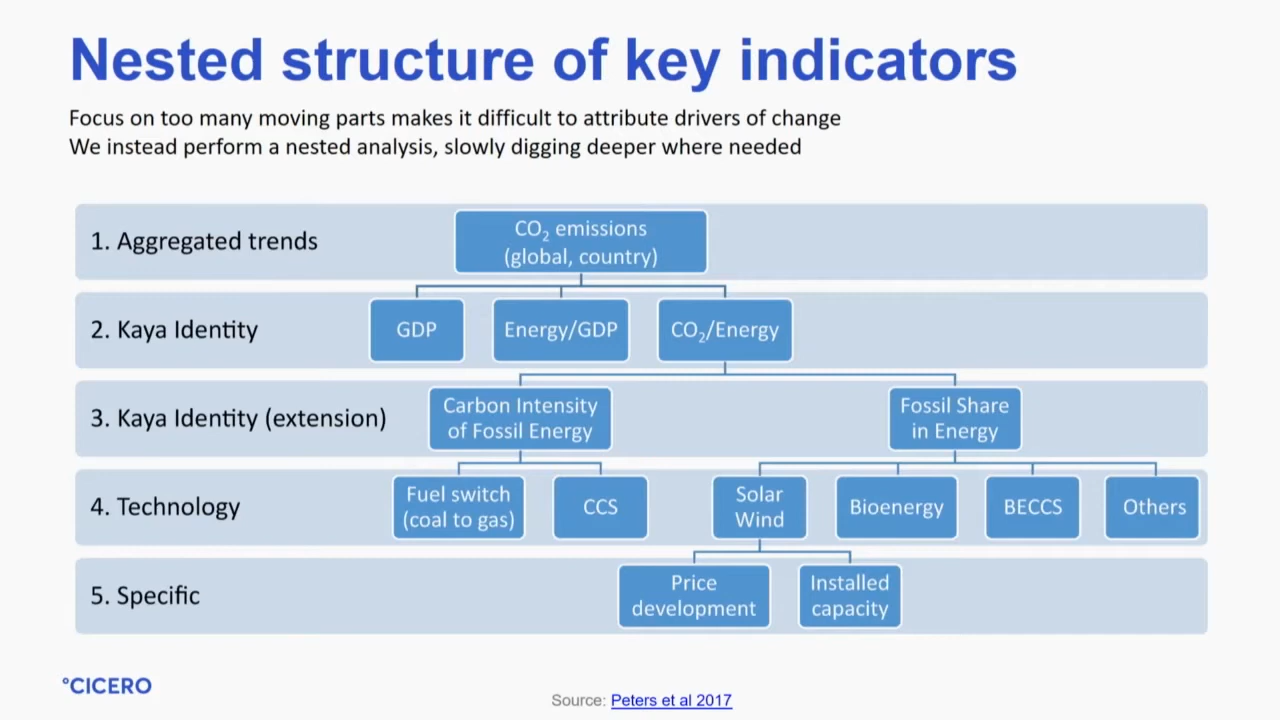 Nested structure of key indicators
Focus on too many moving parts makes it difficult to attribute drivers of change
We instead perform a nested analysis, slowly digging deeper where needed
1. Aggregated trends
CO₂ emissions
(global, country)
2. Kaya Identity
GDP
Energy/GDP
CO₂/Energy
3. Kaya Identity (extension)
Carbon Intensity
of Fossil Energy
Fossil Share
in Energy
4. Technology
Fuel switch
(coal to gas)
CCS
Solar
Wind
Bioenergy
BECCS
Others
5. Specific
Price
development
Installed
capacity
°CICERO
Source: Peters et al 2017